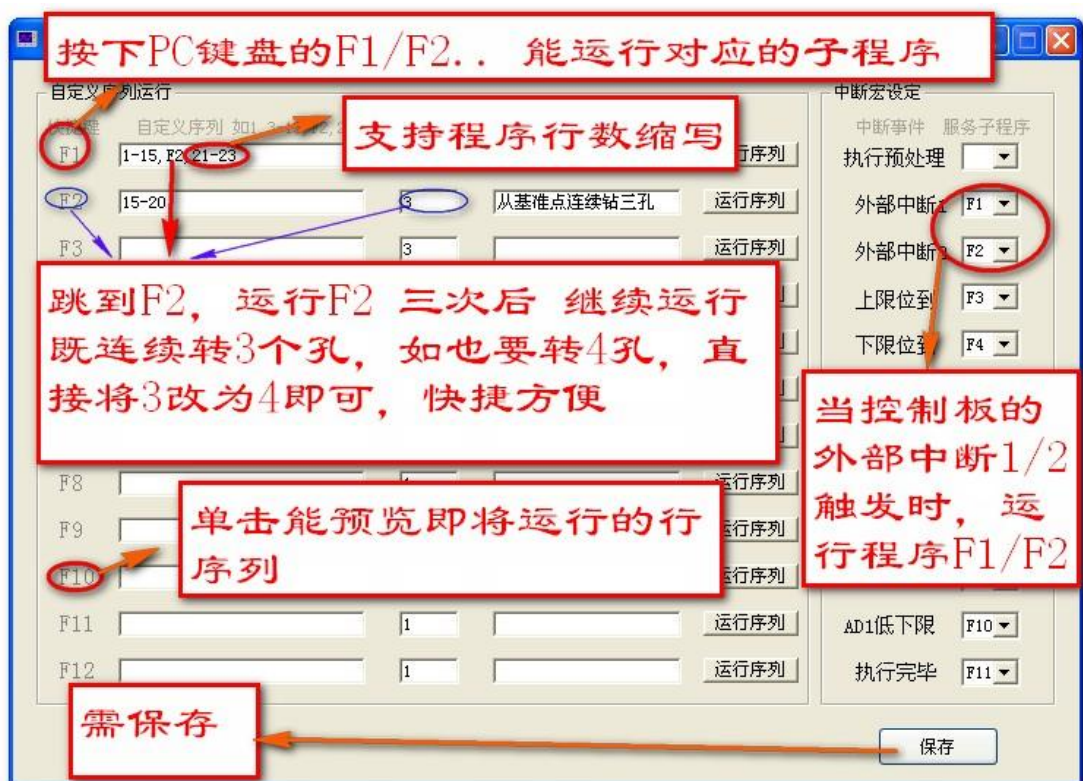 按下PC键盘的F1/F2.. 能运行对应的子程序
自定义序列运行
中断宏设定
自定义序列 如1,3-
中断事件 服务子程序
支持程序行数缩写
F1 1-15,F2,21-23 行序列
执行预处理
F2 15-20 3 从基准点连续钻三孔 运行序列
外部中断1 F1
F3 3 运行序列
外部中断 F2
跳到F2, 运行F2 三次后 继续运行
既连续转3个孔, 如也要转4孔, 直
接将3改为4即可, 快捷方便
上限位到 F3
下限位到 F4
当控制板的
外部中断1/2
触发时, 运
行程序F1/F2
F8 运行序列
F9
单击能预览即将运行的行
序列
F10 运行序列
F11 1 运行序列
AD1低下限 F10
F12 1 运行序列
执行完毕 F11
需保存
保存